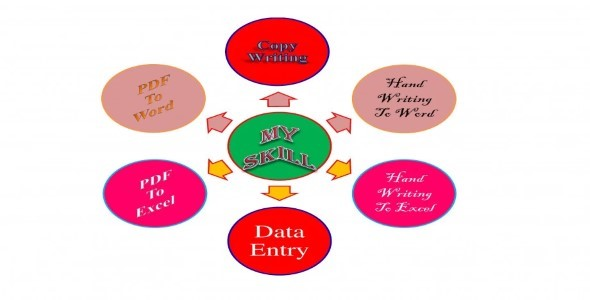 Copy
Writing
PDF
To
Word
Hand
Writing
To Word
MY
SKILL
PDF
To
Excel
Hand
Writing
To Excel
Data
Entry